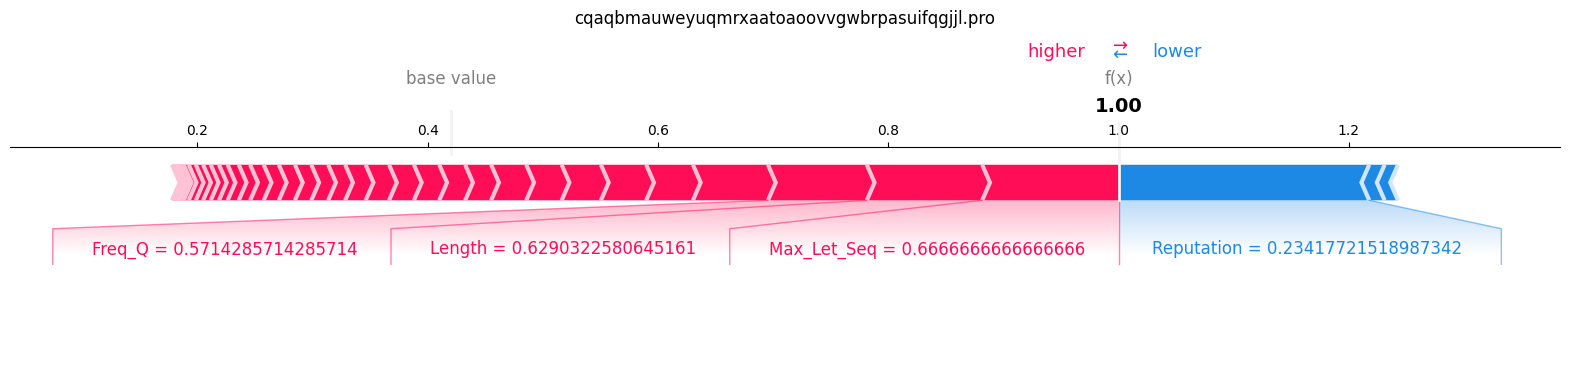 cqaqbmauweyuqmrxaatoaoovvgwbrpasuifqgjjl.pro
higher ⇄ lower
base value f(x)
1.00
0.2 0.4 0.6 0.8 1.0 1.2
Freq_Q = 0.5714285714285714 Length = 0.6290322580645161 Max_Let_Seq = 0.6666666666666666 Reputation = 0.23417721518987342